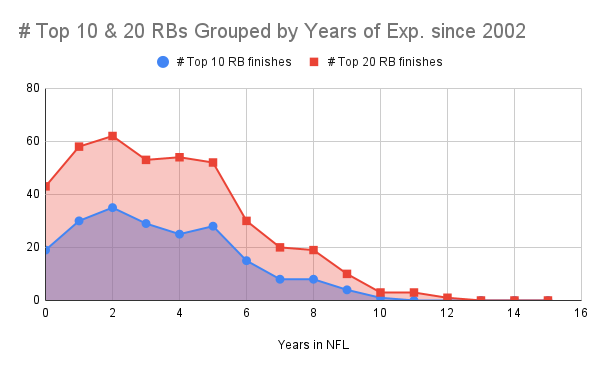 # Top 10 & 20 RBs Grouped by Years of Exp. since 2002
# Top 10 RB finishes # Top 20 RB finishes
80
60
40
20
0
0 2 4 6 8 10 12 14 16
Years in NFL